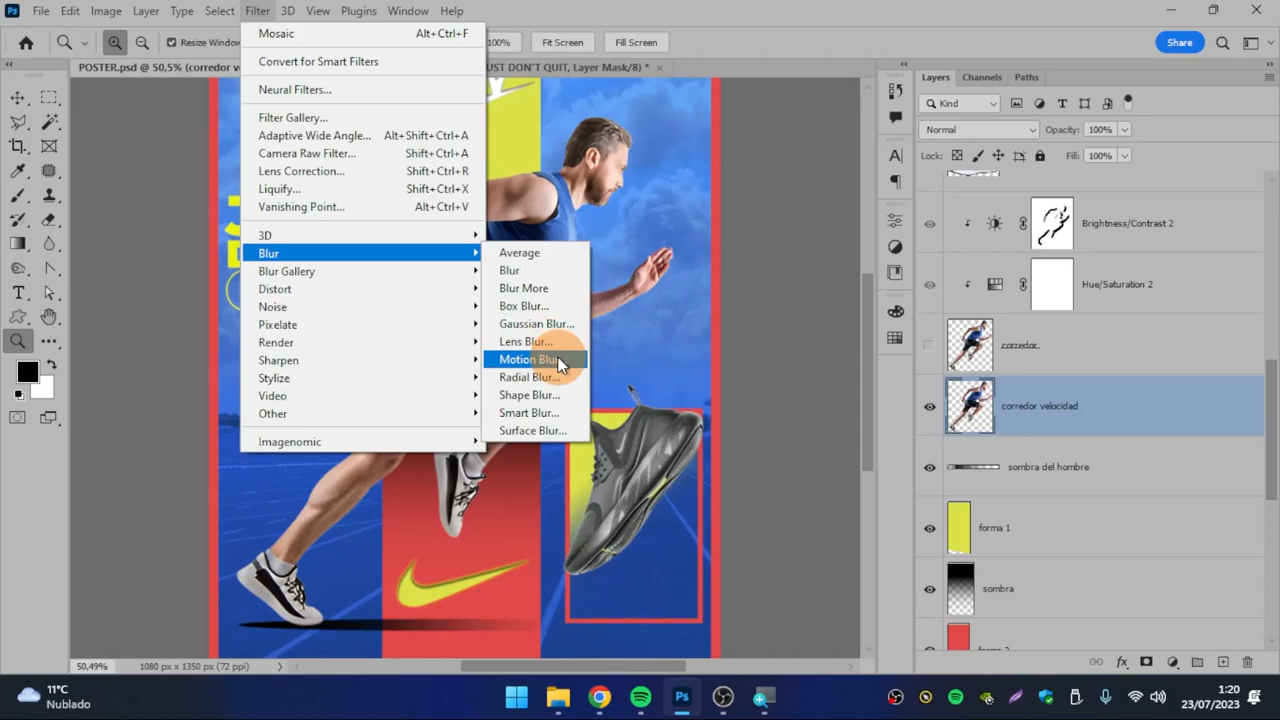 Ps File Edit Image Layer Type Select Filter 3D View Plugins Window Help
Resize Window 100% Fit Screen Fill Screen Share
POSTER.psd @ 50,5% (corredor ve UST DON'T QUIT, Layer Mask/8) * ×
Mosaic Alt+Ctrl+F
Convert for Smart Filters
Neural Filters...
Filter Gallery...
Adaptive Wide Angle... Alt+Shift+Ctrl+A
Camera Raw Filter... Shift+Ctrl+A
Lens Correction... Shift+Ctrl+R
Liquify... Shift+Ctrl+X
Vanishing Point... Alt+Ctrl+V
3D
Blur
Blur Gallery
Distort
Noise
Pixelate
Render
Sharpen
Stylize
Video
Other
Imagenomic
Average
Blur
Blur More
Box Blur...
Gaussian Blur...
Lens Blur...
Motion Blur...
Radial Blur...
Shape Blur...
Smart Blur...
Surface Blur...
Layers Channels Paths
Kind
Normal Opacity: 100%
Lock: Fill: 100%
Brightness/Contrast 2
Hue/Saturation 2
corredor
corredor velocidad
sombra del hombre
forma 1
sombra
forma 2
50,49% 1080 px x 1350 px (72 ppi)
11°C
Nublado
Ps
1:20
23/07/2023